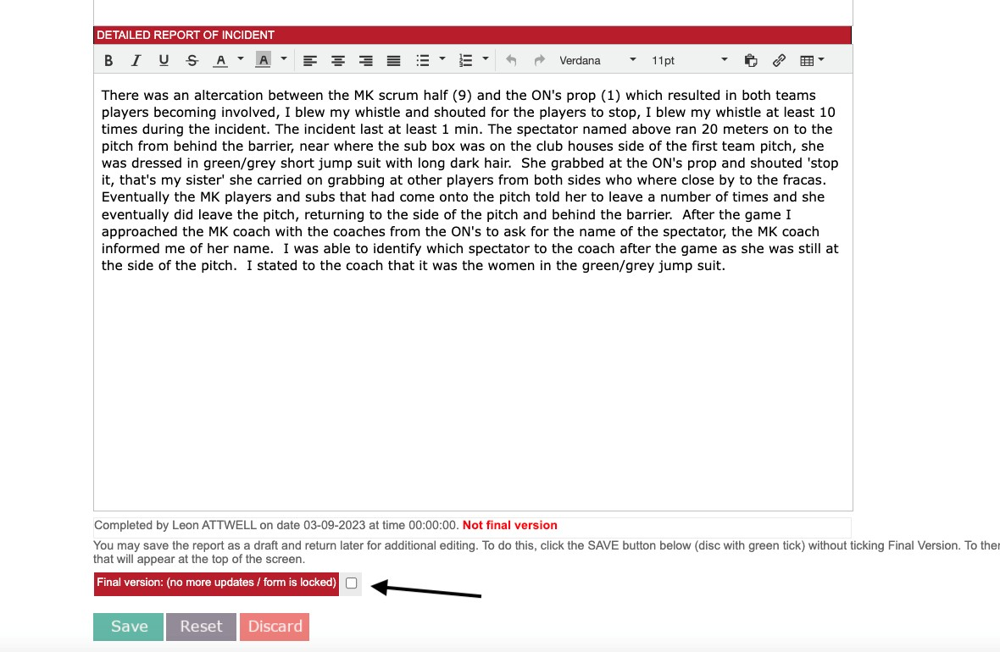 DETAILED REPORT OF INCIDENT
B I U S A A Verdana 11pt
There was an altercation between the MK scrum half (9) and the ON's prop (1) which resulted in both teams
players becoming involved, I blew my whistle and shouted for the players to stop, I blew my whistle at least 10
times during the incident. The incident last at least 1 min. The spectator named above ran 20 meters on to the
pitch from behind the barrier, near where the sub box was on the club houses side of the first team pitch, she
was dressed in green/grey short jump suit with long dark hair.  She grabbed at the ON's prop and shouted 'stop
it, that's my sister' she carried on grabbing at other players from both sides who where close by to the fracas.
Eventually the MK players and subs that had come onto the pitch told her to leave a number of times and she
eventually did leave the pitch, returning to the side of the pitch and behind the barrier.  After the game I
approached the MK coach with the coaches from the ON's to ask for the name of the spectator, the MK coach
informed me of her name.  I was able to identify which spectator to the coach after the game as she was still at
the side of the pitch.  I stated to the coach that it was the women in the green/grey jump suit.
Completed by Leon ATTWELL on date 03-09-2023 at time 00:00:00. Not final version
You may save the report as a draft and return later for additional editing. To do this, click the SAVE button below (disc with green tick) without ticking Final Version. To
that will appear at the top of the screen.
Final version: (no more updates / form is locked)
Save Reset Discard